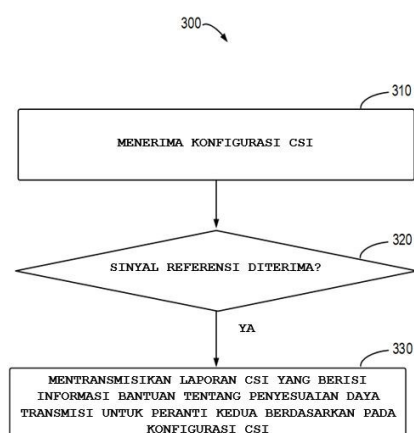 300
310
MENERIMA KONFIGURASI CSI
320
SINYAL REFERENSI DITERIMA?
YA
330
MENTRANSMISIKAN LAPORAN CSI YANG BERISI
INFORMASI BANTUAN TENTANG PENYESUAIAN DAYA
TRANSMISI UNTUK PERANTI KEDUA BERDASARKAN PADA
KONFIGURASI CSI